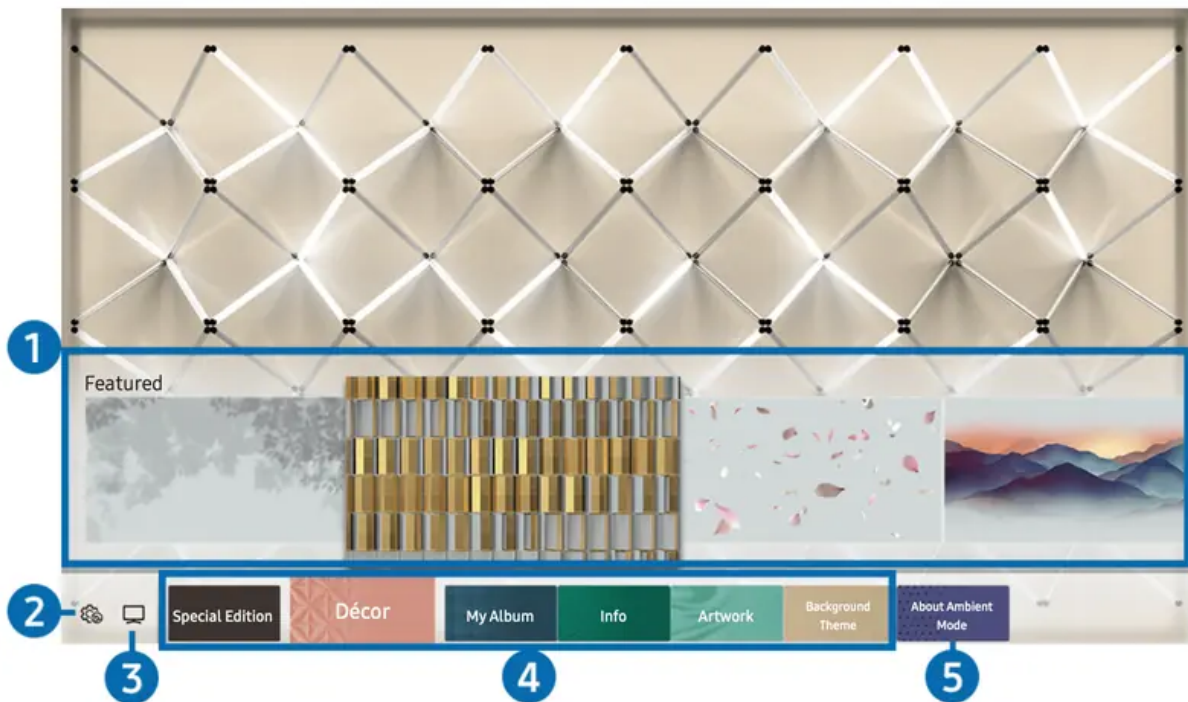 1
Featured
2
3
Special Edition
Décor
My Album
Info
Artwork
Background
Theme
About Ambient
Mode
4
5